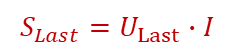 S_Last = U_Last · I